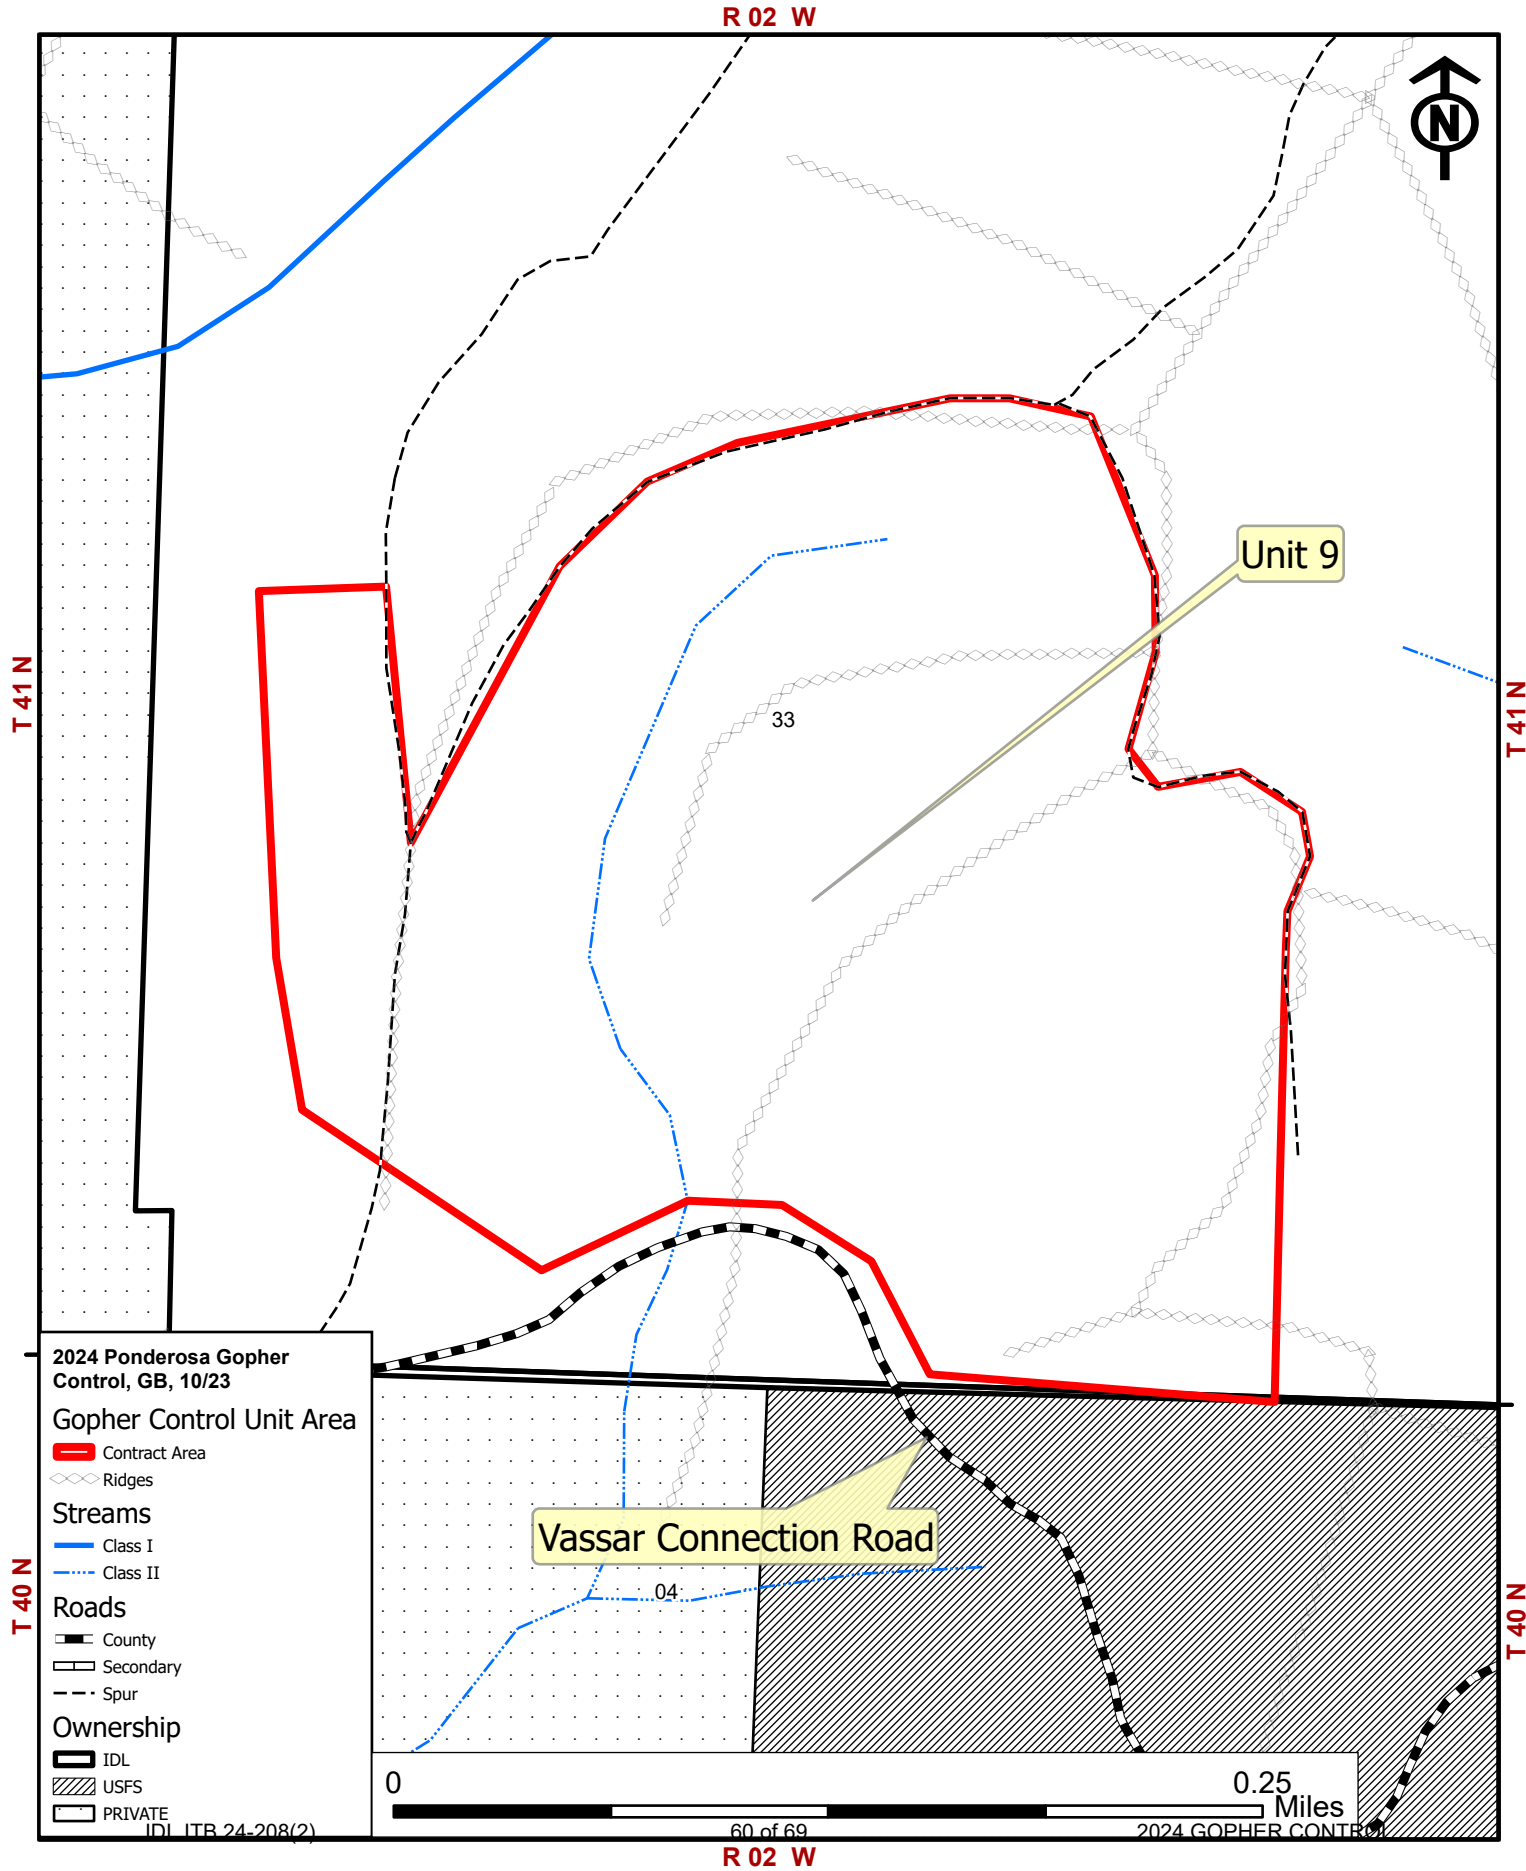 R 02 W
N
Unit 9
T 41 N
T 41 N
33
2024 Ponderosa Gopher
Control, GB, 10/23
Gopher Control Unit Area
Contract Area
Ridges
Streams
Class I
Class II
Roads
County
Secondary
Spur
Ownership
IDL
USFS
PRIVATE
Vassar Connection Road
04
T 40 N
T 40 N
0
0.25
Miles
IDL ITB 24-208(2)
60 of 69
2024 GOPHER CONTROL
R 02 W